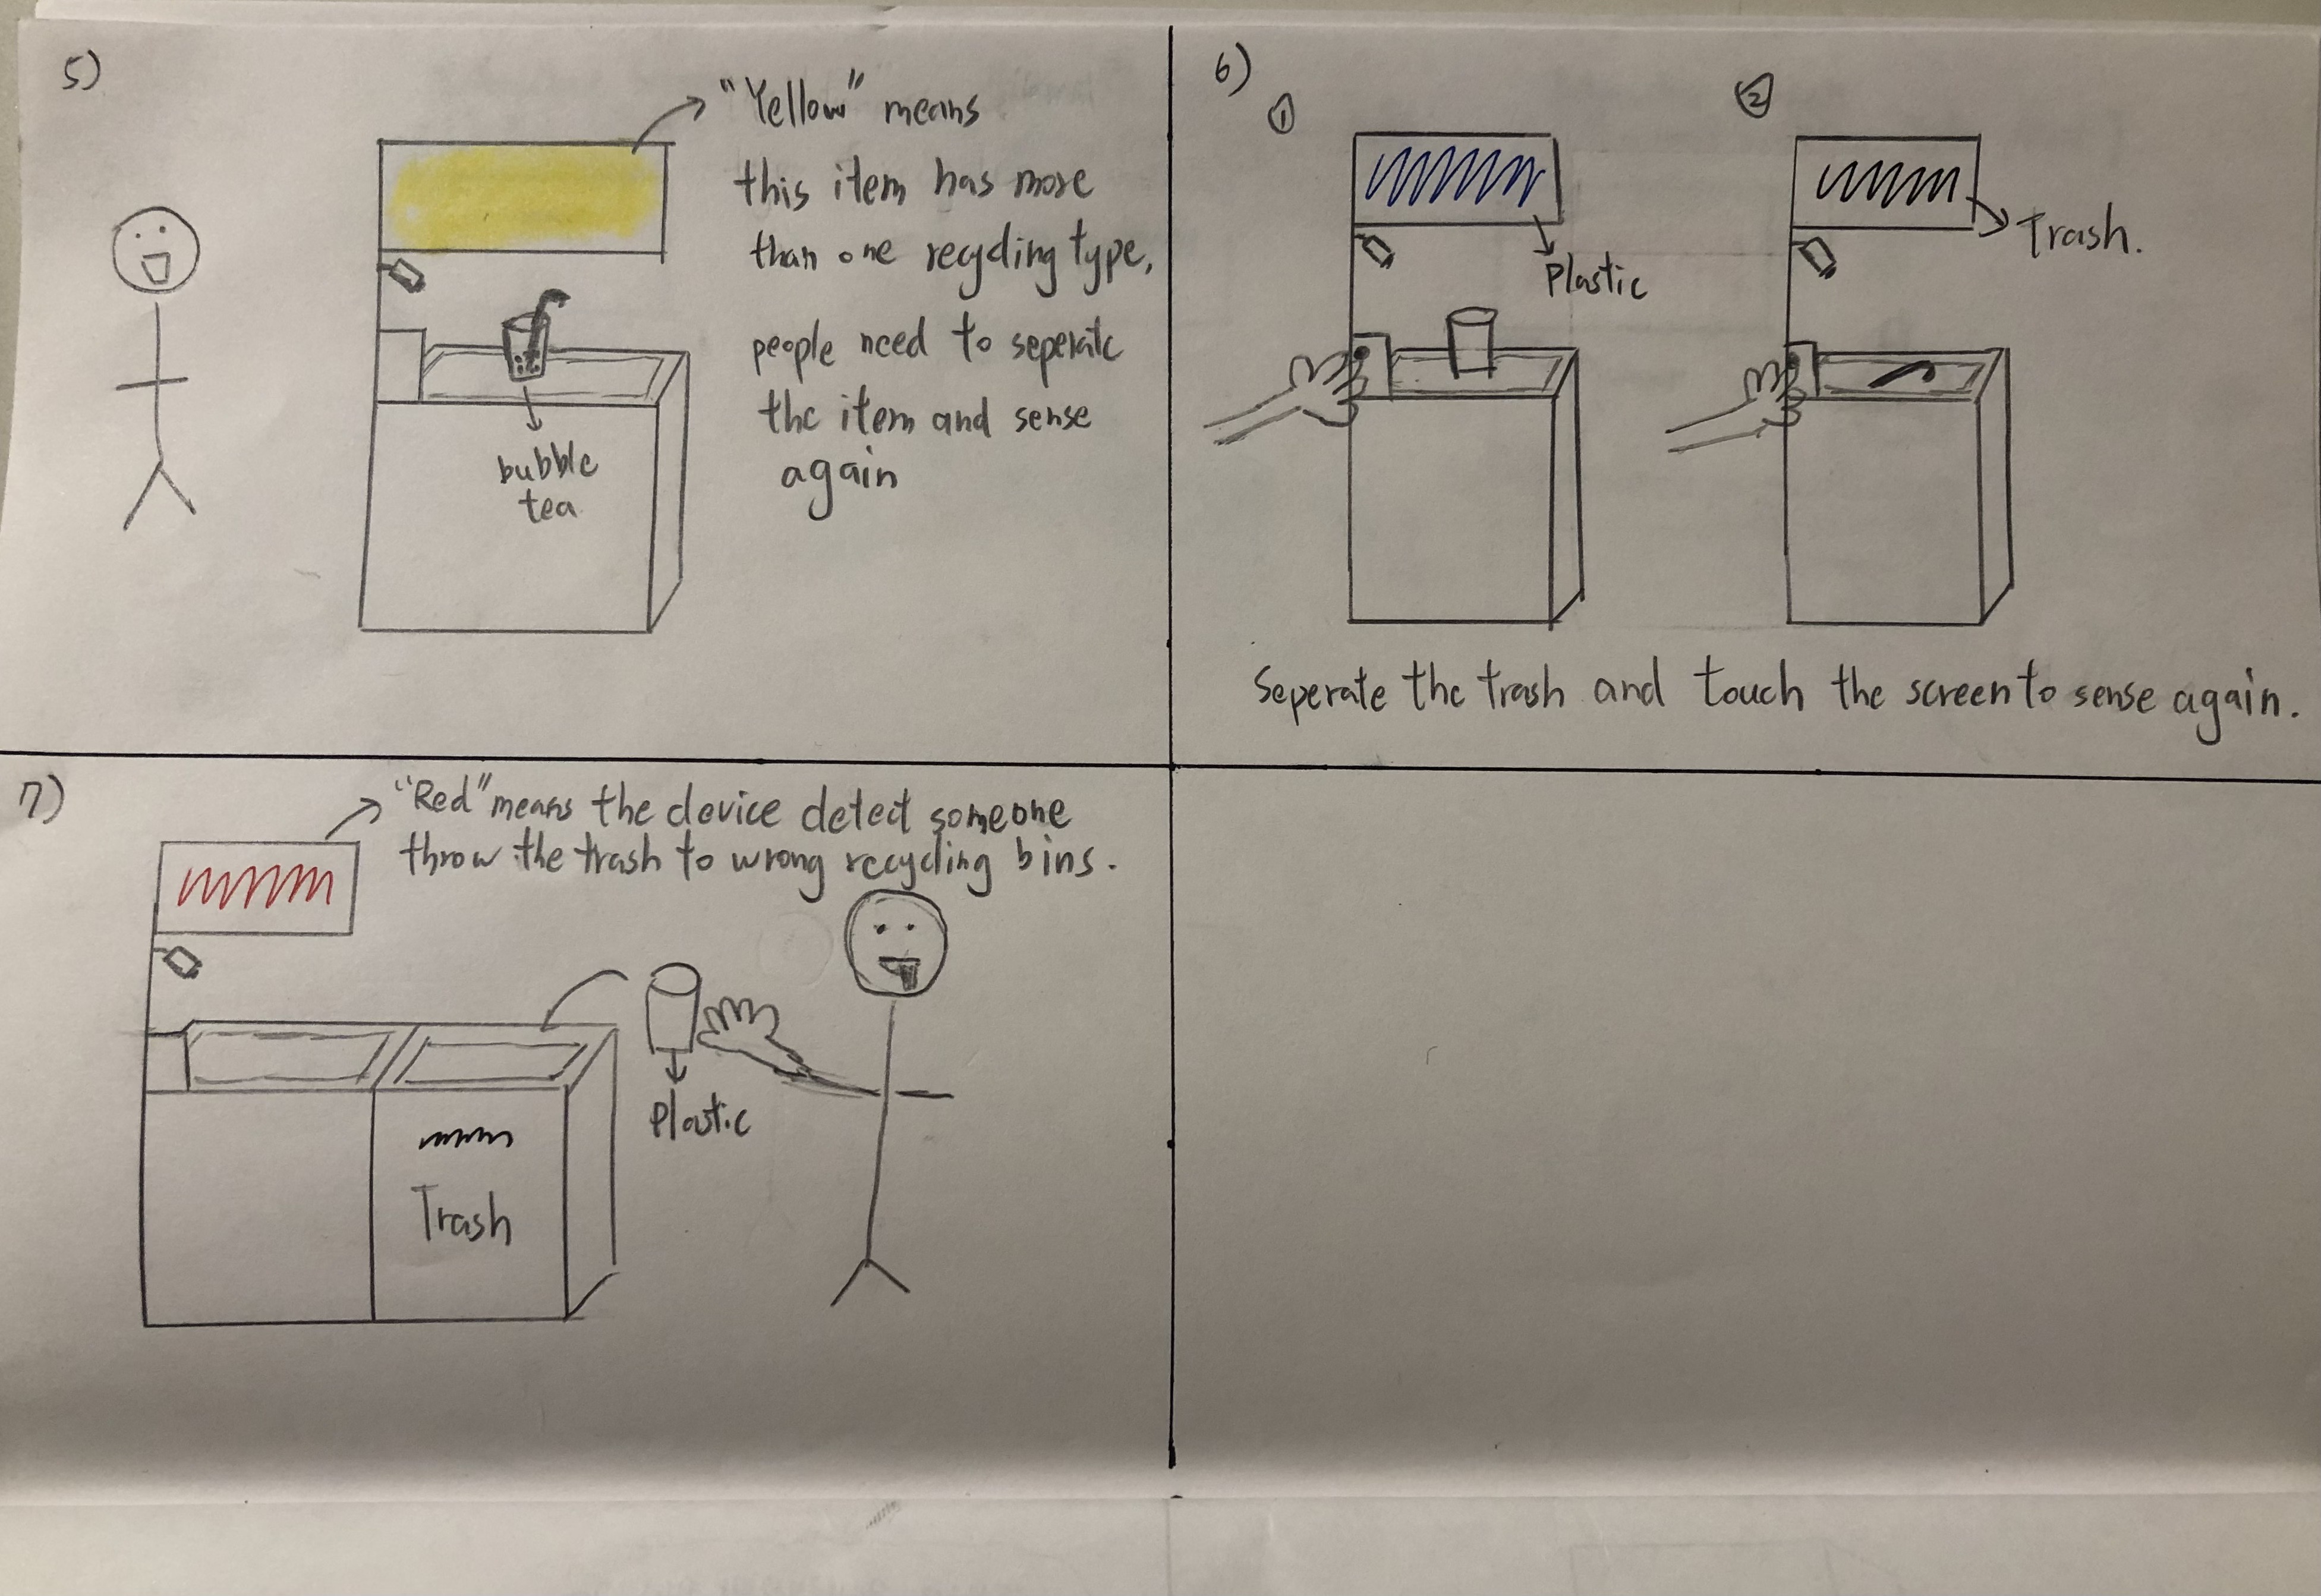 5)
"Yellow" means
this item has more
than one recycling type,
people need to seperate
the item and sense
again
bubble
tea
6)
①
②
Plastic
Trash.
Seperate the trash and touch the screen to sense again.
7)
"Red" means the device detect someone
throw the trash to wrong recycling bins.
Plastic
Trash